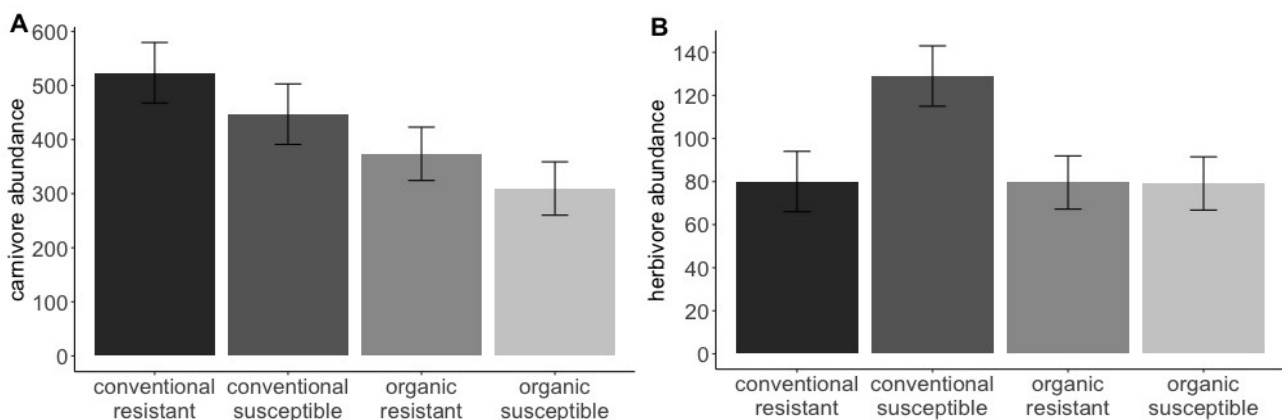 A
carnivore abundance
600
500
400
300
200
100
0
conventional resistant
conventional susceptible
organic resistant
organic susceptible
B
herbivore abundance
140
120
100
80
60
40
20
0
conventional resistant
conventional susceptible
organic resistant
organic susceptible